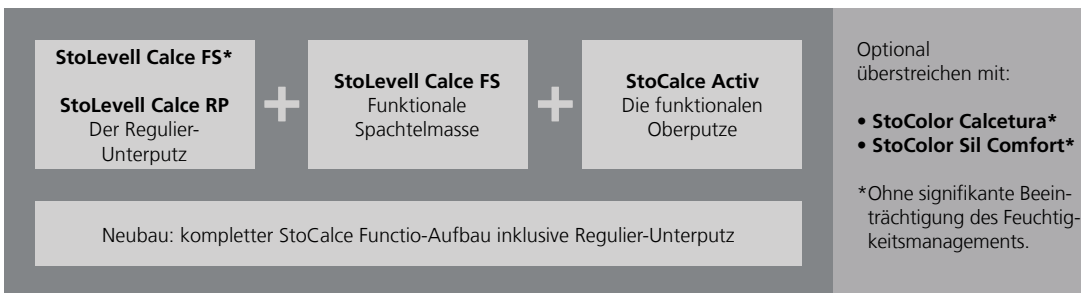 StoLevell Calce FS*
StoLevell Calce RP
Der Regulier-
Unterputz
+
StoLevell Calce FS
Funktionale
Spachtelmasse
+
StoCalce Activ
Die funktionalen
Oberputze
Neubau: kompletter StoCalce Functio-Aufbau inklusive Regulier-Unterputz
Optional
überstreichen mit:
• StoColor Calcetura*
• StoColor Sil Comfort*
*Ohne signifikante Beein-
trächtigung des Feuchtig-
keitsmanagements.